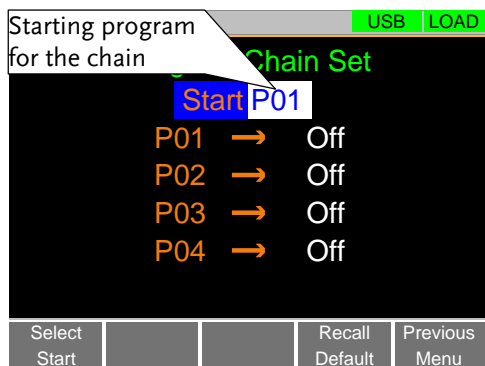 Starting program
for the chain
USB LOAD
Chain Set
Start P01
P01 → Off
P02 → Off
P03 → Off
P04 → Off
Select Start
Recall Default
Previous Menu